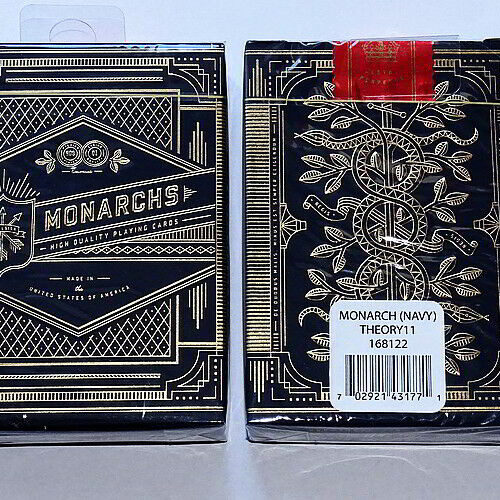 MONARCHS
HIGH QUALITY PLAYING CARDS
MADE IN
the
UNITED STATES OF AMERICA
MONARCH (NAVY)
THEORY11
168122
7 02921 43177 1